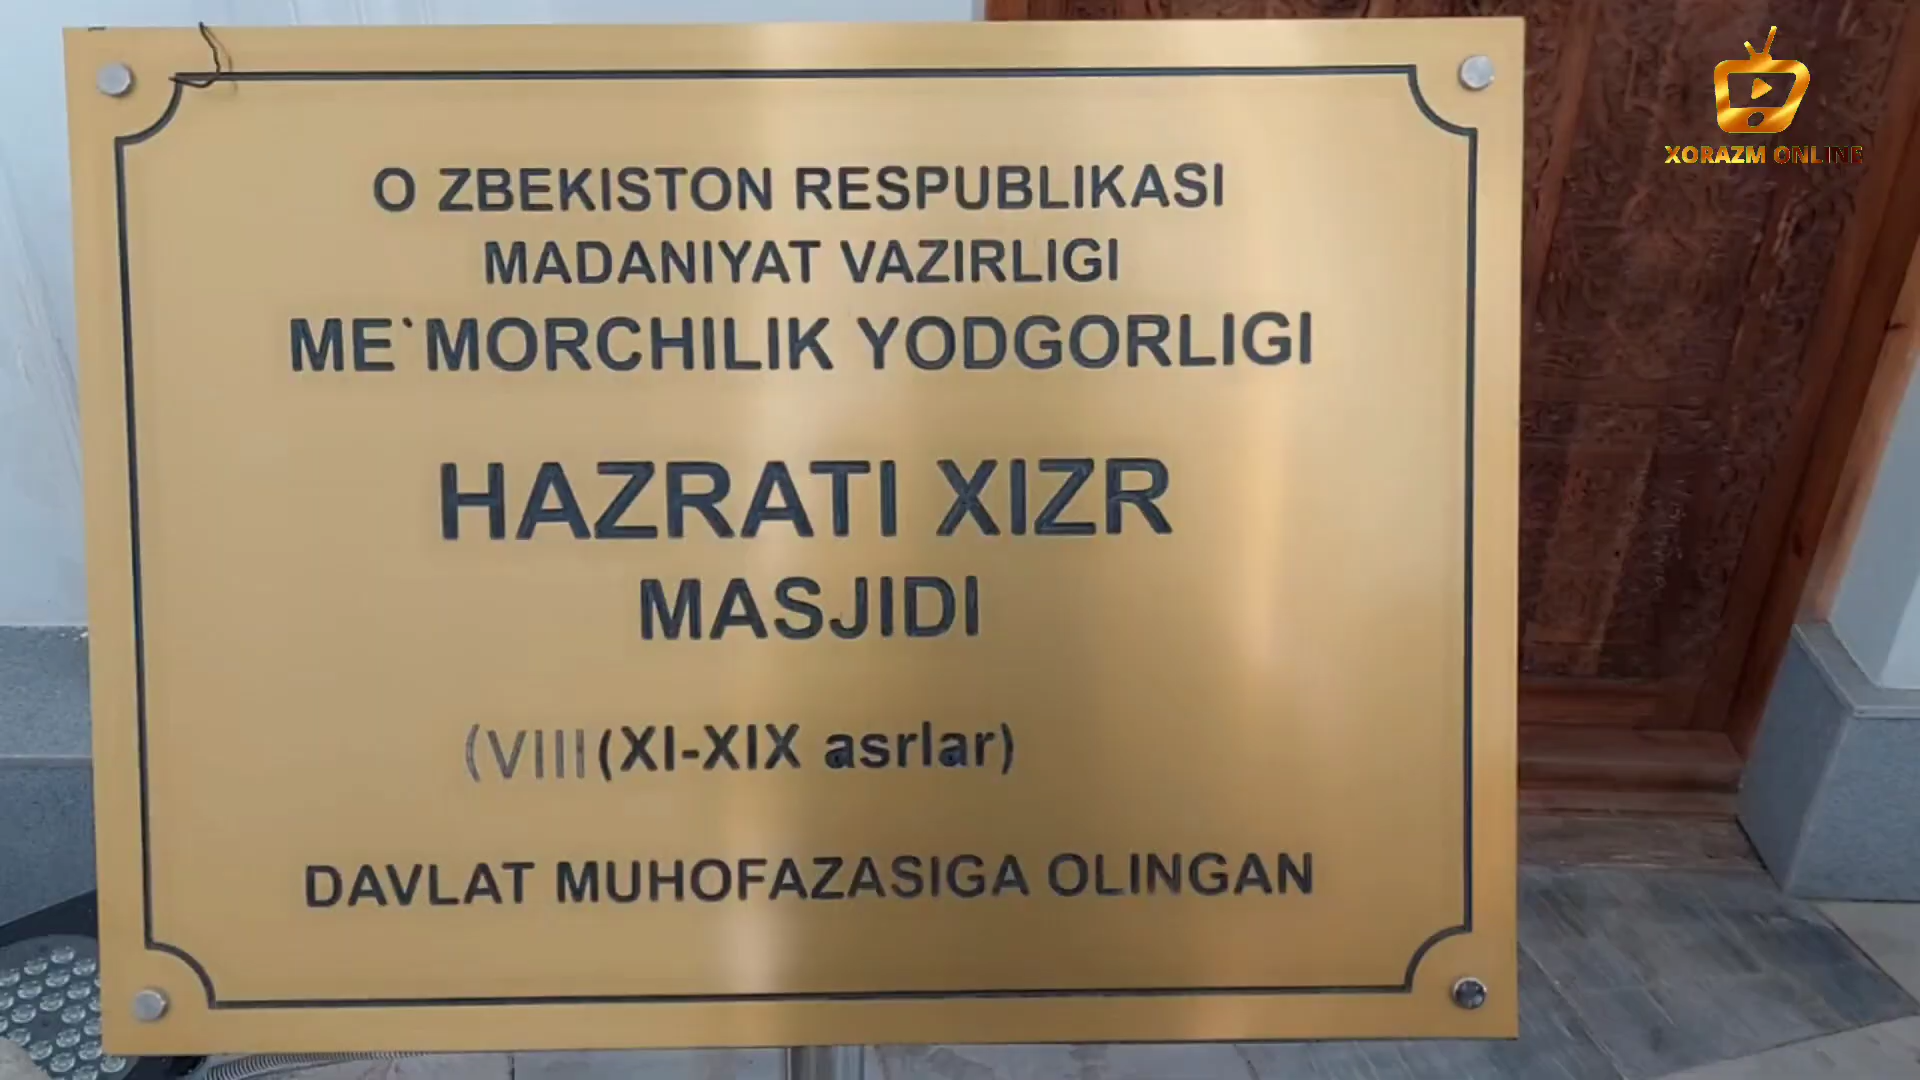 O ZBEKISTON RESPUBLIKASI
MADANIYAT VAZIRLIGI
ME`MORCHILIK YODGORLIGI
HAZRATI XIZR
MASJIDI
(VIII (XI-XIX asrlar)
DAVLAT MUHOFAZASIGA OLINGAN
XORAZM ONLINE